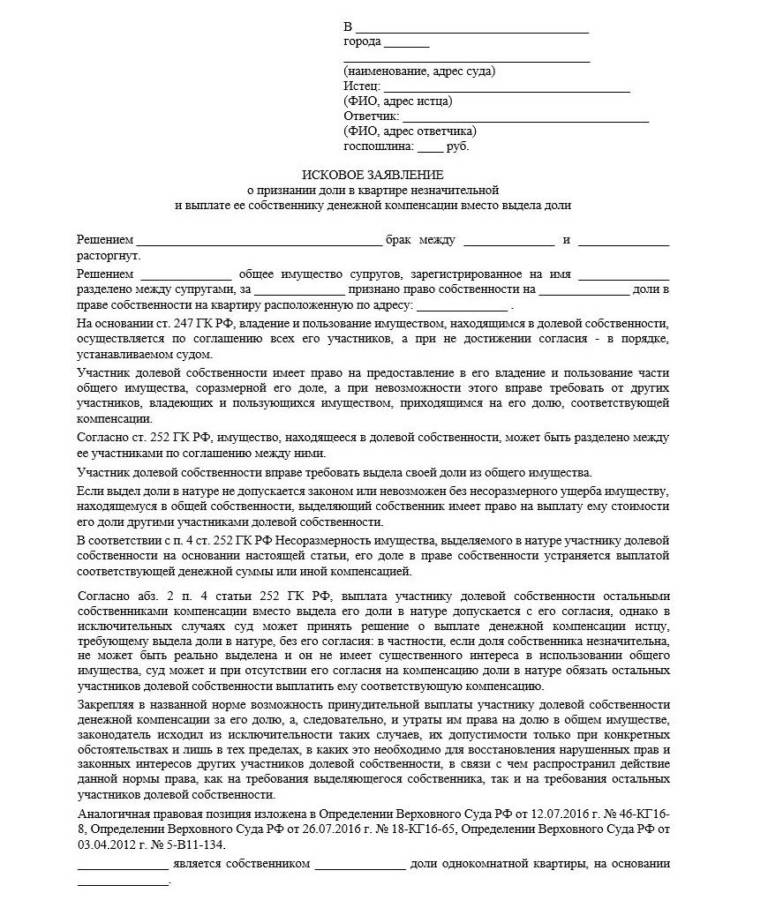 В ______________________________________
города _______
________________________________________
(наименование, адрес суда)
Истец: ________________________________________
(ФИО, адрес истца)
Ответчик: ________________________________________
(ФИО, адрес ответчика)
госпошлина: ____ руб.
ИСКОВОЕ ЗАЯВЛЕНИЕ
о признании доли в квартире незначительной
и выплате ее собственнику денежной компенсации вместо выдела доли
Решением ________________________________________ брак между _______________ и _______________
расторгнут.
Решением _______________ общее имущество супругов, зарегистрированное на имя _______________
разделено между супругами, за _______________ признано право собственности на _______________ доли в
праве собственности на квартиру расположенную по адресу: _______________ .
На основании ст. 247 ГК РФ, владение и пользование имуществом, находящимся в долевой собственности,
осуществляется по соглашению всех его участников, а при не достижении согласия - в порядке,
устанавливаемом судом.
Участник долевой собственности имеет право на предоставление в его владение и пользование части
общего имущества, соразмерной его доле, а при невозможности этого вправе требовать от других
участников, владеющих и пользующихся имуществом, приходящимся на его долю, соответствующей
компенсации.
Согласно ст. 252 ГК РФ, имущество, находящееся в долевой собственности, может быть разделено между
ее участниками по соглашению между ними.
Участник долевой собственности вправе требовать выдела своей доли из общего имущества.
Если выдел доли в натуре не допускается законом или невозможен без несоразмерного ущерба имуществу,
находящемуся в общей собственности, выделяющий собственник имеет право на выплату ему стоимости
его доли другими участниками долевой собственности.
В соответствии с п. 4 ст. 252 ГК РФ Несоразмерность имущества, выделяемого в натуре участнику долевой
собственности на основании настоящей статьи, его доле в праве собственности устраняется выплатой
соответствующей денежной суммы или иной компенсацией.
Согласно абз. 2 п. 4 статьи 252 ГК РФ, выплата участнику долевой собственности остальными
собственниками компенсации вместо выдела его доли в натуре допускается с его согласия, однако в
исключительных случаях суд может принять решение о выплате денежной компенсации истцу,
требующему выдела доли в натуре, без его согласия: в частности, если доля собственника незначительна,
не может быть реально выделена и он не имеет существенного интереса в использовании общего
имущества, суд может и при отсутствии его согласия на компенсацию доли в натуре обязать остальных
участников долевой собственности выплатить ему соответствующую компенсацию.
Закрепляя в названной норме возможность принудительной выплаты участнику долевой собственности
денежной компенсации за его долю, а, следовательно, и утраты им права на долю в общем имуществе,
законодатель исходил из исключительности таких случаев, их допустимости только при конкретных
обстоятельствах и лишь в тех пределах, в каких это необходимо для восстановления нарушенных прав и
законных интересов других участников долевой собственности, в связи с чем распространил действие
данной нормы права, как на требования выделяющегося собственника, так и на требования остальных
участников долевой собственности.
Аналогичная правовая позиция изложена в Определении Верховного Суда РФ от 12.07.2016 г. № 46-КГ16-
8, Определении Верховного Суда РФ от 26.07.2016 г. № 18-КГ16-65, Определении Верховного Суда РФ от
03.04.2012 г. № 5-В11-134.
_______________ является собственником _______________ доли однокомнатной квартиры, на основании
_______________.